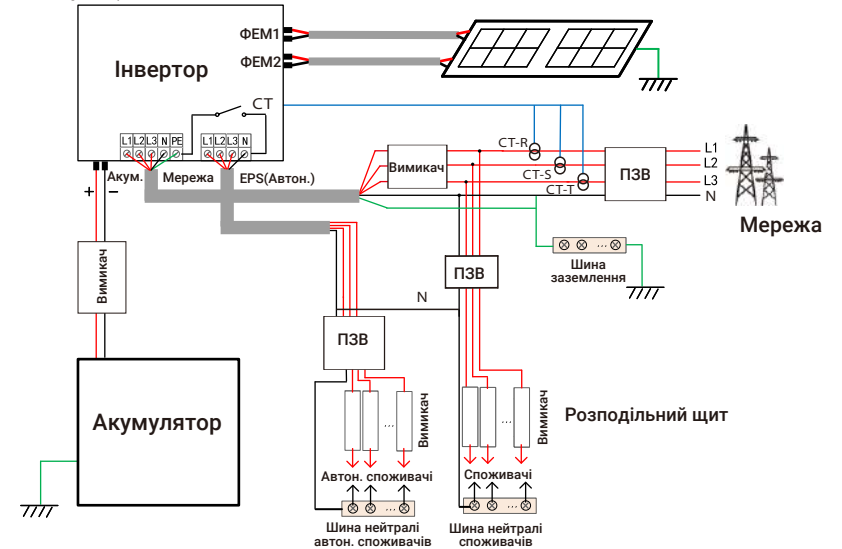 ФЕМ1
ФЕМ2
Інвертор
СТ
L1 L2 L3 N PE
L1 L2 L3 N
Акум.
Мережа
EPS(Автон.)
+
−
Вимикач
CT-R
CT-S
CT-T
ПЗВ
L1
L2
L3
N
Мережа
Шина
заземлення
Вимикач
ПЗВ
N
ПЗВ
Акумулятор
...
Вимикач
...
Вимикач
Розподільний щит
Автон. споживачі
Споживачі
...
...
...
Шина нейтралі
автон. споживачів
Шина нейтралі
споживачів